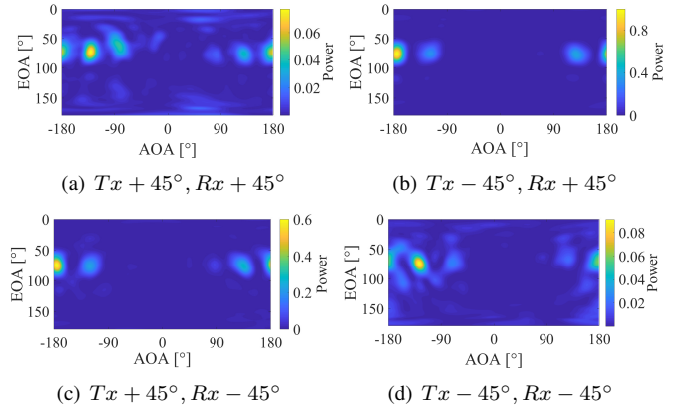 0
50
100
150
EOA [°]
-180 -90 0 90 180
AOA [°]
0.06
0.04
0.02
Power
(a) Tx + 45°, Rx + 45°
0
50
100
150
EOA [°]
-180 -90 0 90 180
AOA [°]
0.8
0.4
0
Power
(b) Tx − 45°, Rx + 45°
0
50
100
150
EOA [°]
-180 -90 0 90 180
AOA [°]
0.6
0.4
0.2
0
Power
(c) Tx + 45°, Rx − 45°
0
50
100
150
EOA [°]
-180 -90 0 90 180
AOA [°]
0.08
0.06
0.04
0.02
Power
(d) Tx − 45°, Rx − 45°